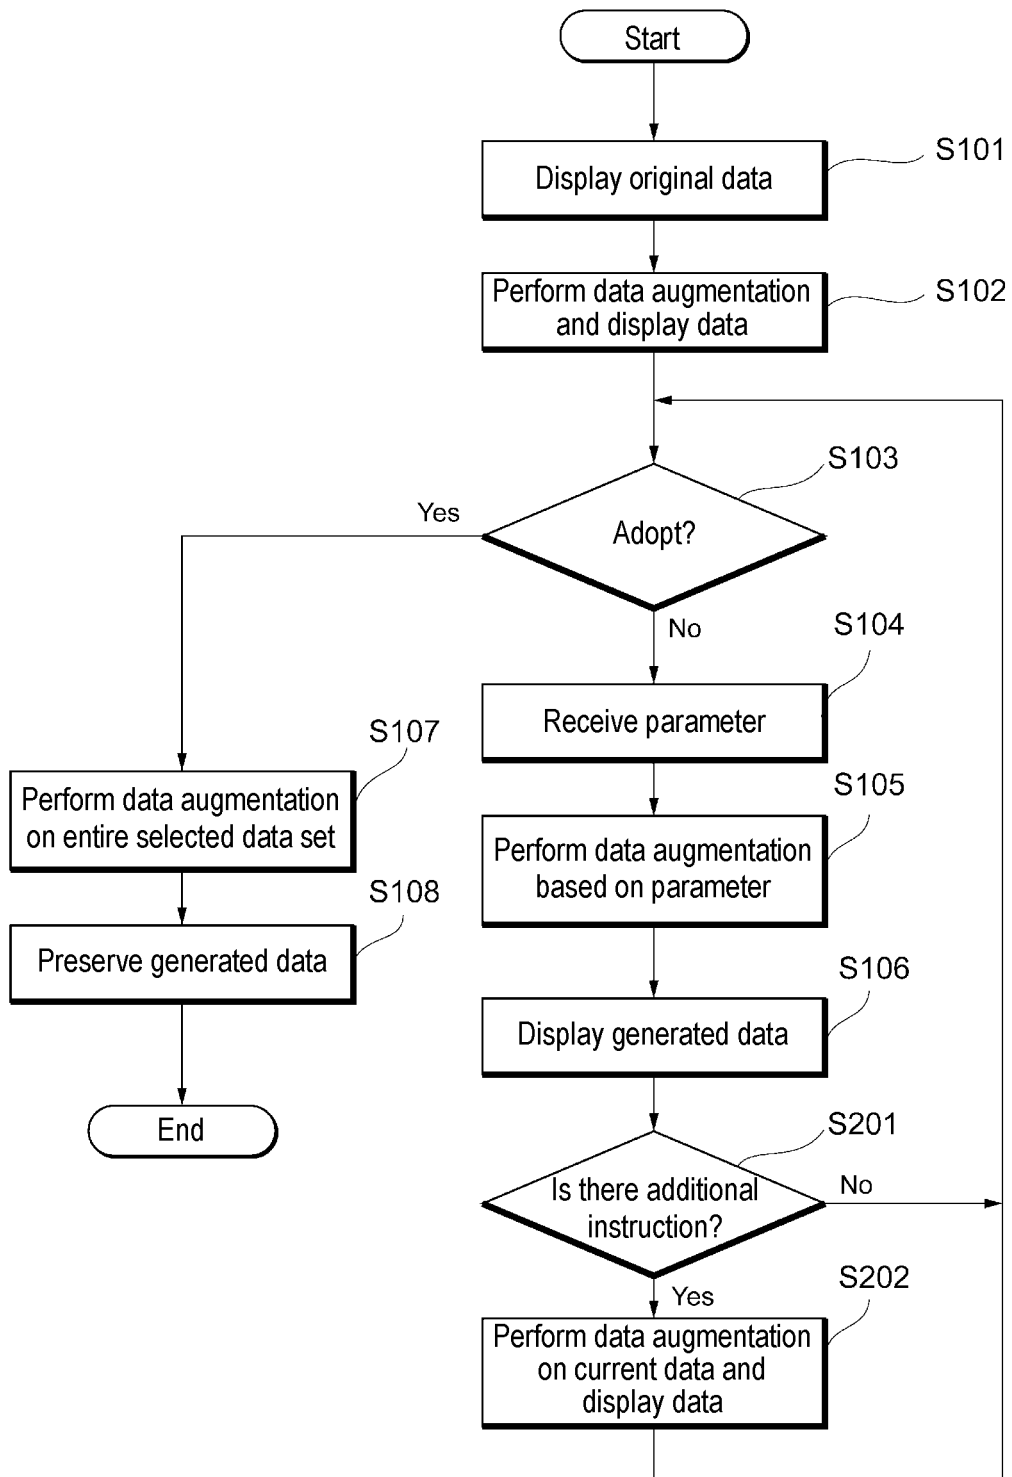 Start
S101
Display original data
S102
Perform data augmentation
and display data
S103
Yes
Adopt?
No
S104
Receive parameter
S107
Perform data augmentation
on entire selected data set
S105
Perform data augmentation
based on parameter
S108
Preserve generated data
S106
Display generated data
End
S201
Is there additional
instruction?
No
Yes
S202
Perform data augmentation
on current data and
display data